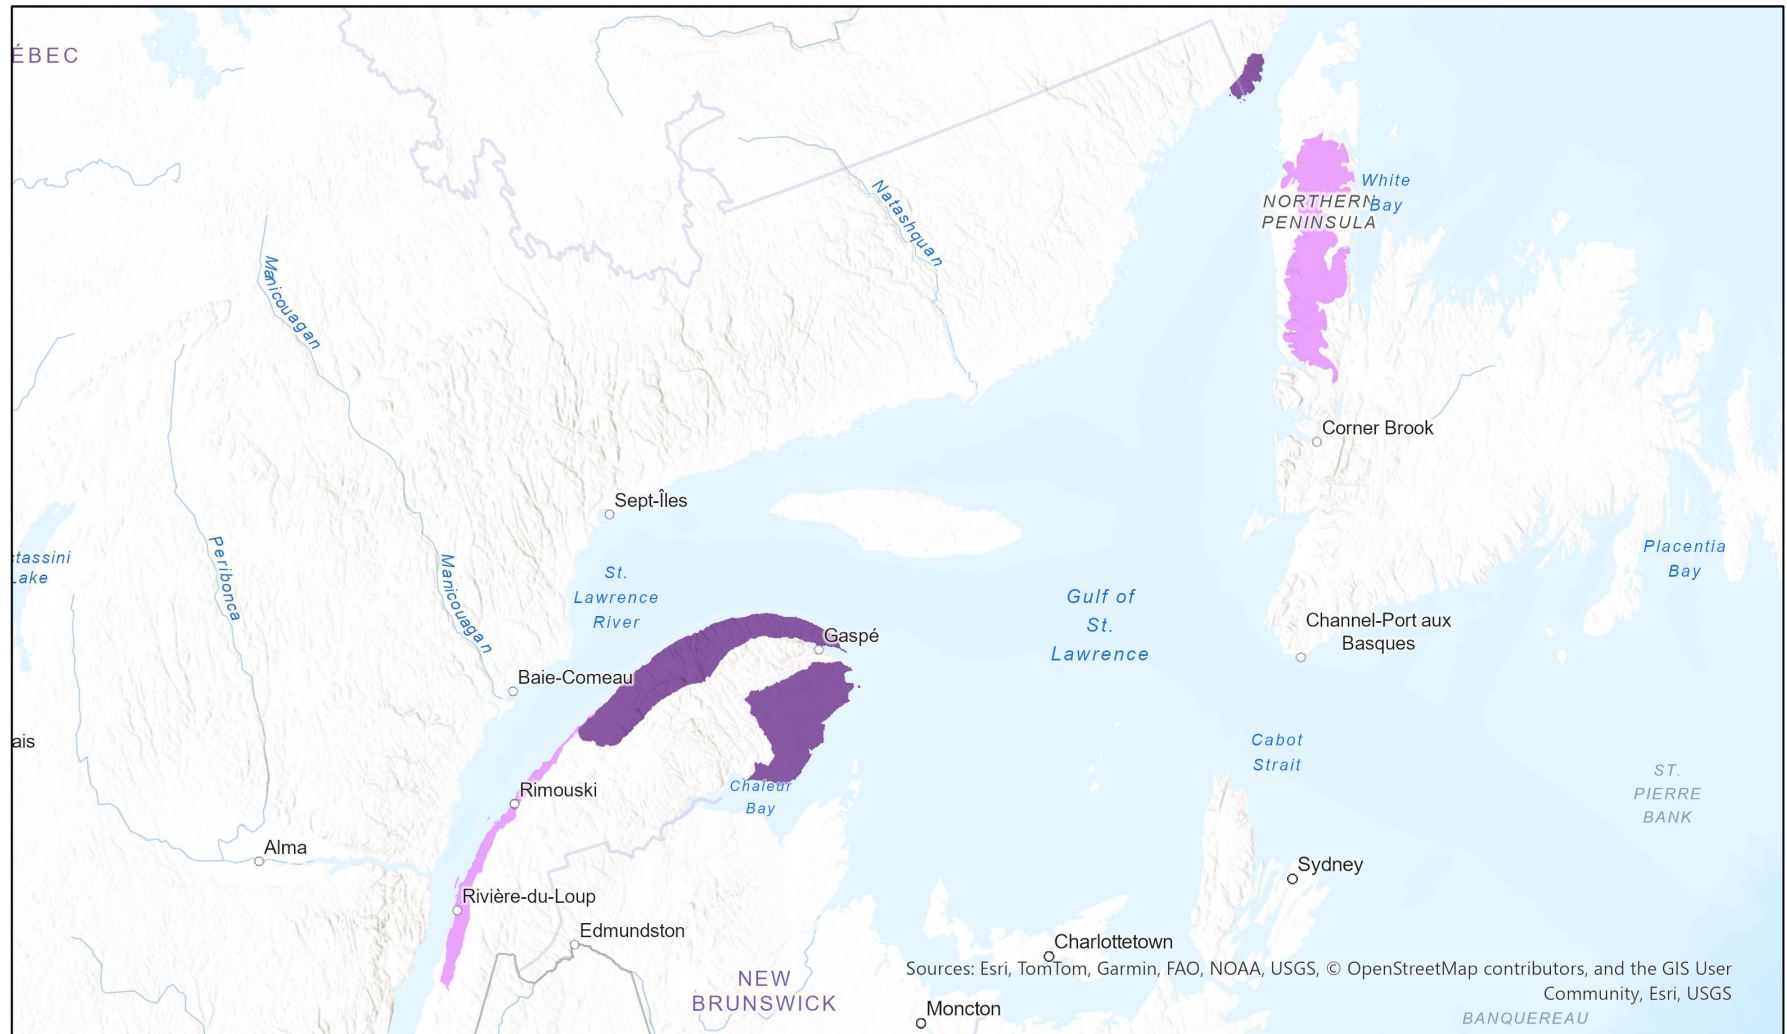 ÉBEC
White
Bay
NORTHERN
PENINSULA
Natashquan
Manicouagan
Corner Brook
Sept-Îles
Peribonca
Manicouagan
stassini
Lake
St.
Lawrence
River
Gulf of
St.
Lawrence
Placentia
Bay
Channel-Port aux
Basques
Gaspé
Baie-Comeau
ais
Cabot
Strait
Chaleur
Bay
ST.
PIERRE
BANK
Rimouski
Alma
Sydney
Rivière-du-Loup
Edmundston
Charlottetown
NEW
BRUNSWICK
Moncton
Sources: Esri, TomTom, Garmin, FAO, NOAA, USGS, © OpenStreetMap contributors, and the GIS User
Community, Esri, USGS
BANQUEREAU